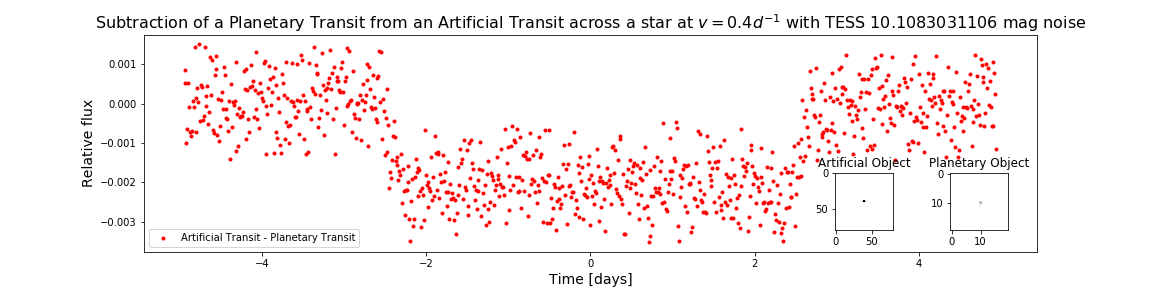 Subtraction of a Planetary Transit from an Artificial Transit across a star at v = 0.4d⁻¹ with TESS 10.1083031106 mag noise
Relative flux
0.001
0.000
−0.001
−0.002
−0.003
Artificial Transit - Planetary Transit
Artificial Object
0
50
0 50
Planetary Object
0
10
0 10
−4 −2 0 2 4
Time [days]